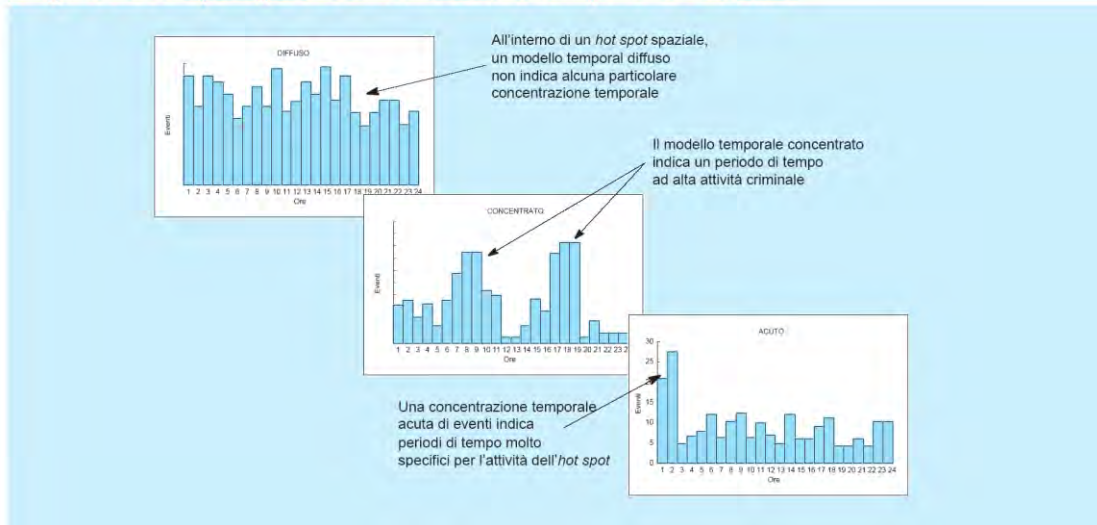 DIFFUSO
Eventi
1 2 3 4 5 6 7 8 9 10 11 12 13 14 15 16 17 18 19 20 21 22 23 24
Ore
All'interno di un hot spot spaziale,
un modello temporal diffuso
non indica alcuna particolare
concentrazione temporale
Il modello temporale concentrato
indica un periodo di tempo
ad alta attività criminale
CONCENTRATO
Eventi
1 2 3 4 5 6 7 8 9 10 11 12 13 14 15 16 17 18 19 20 21 22 23
Ore
ACUTO
30
25
20
15
10
5
0
Eventi
1 2 3 4 5 6 7 8 9 10 11 12 13 14 15 16 17 18 19 20 21 22 23 24
Ore
Una concentrazione temporale
acuta di eventi indica
periodi di tempo molto
specifici per l'attività dell'hot spot